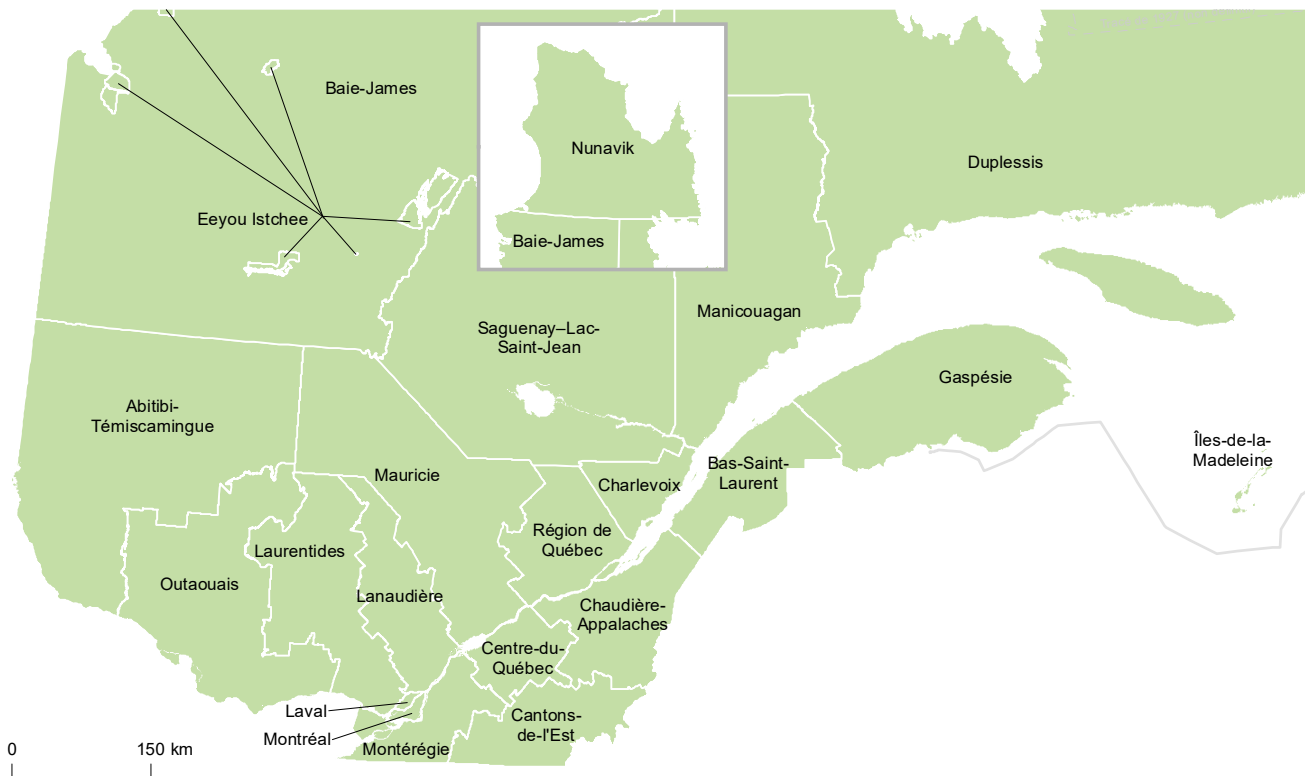 Baie-James
Nunavik
Duplessis
Eeyou Istchee
Baie-James
Manicouagan
Saguenay–Lac-
Saint-Jean
Gaspésie
Abitibi-
Témiscamingue
Îles-de-la-
Madeleine
Mauricie
Bas-Saint-
Laurent
Charlevoix
Région de
Québec
Laurentides
Outaouais
Lanaudière
Chaudière-
Appalaches
Centre-du-
Québec
Laval
Cantons-
de-l'Est
Montréal
Montérégie
0
150 km